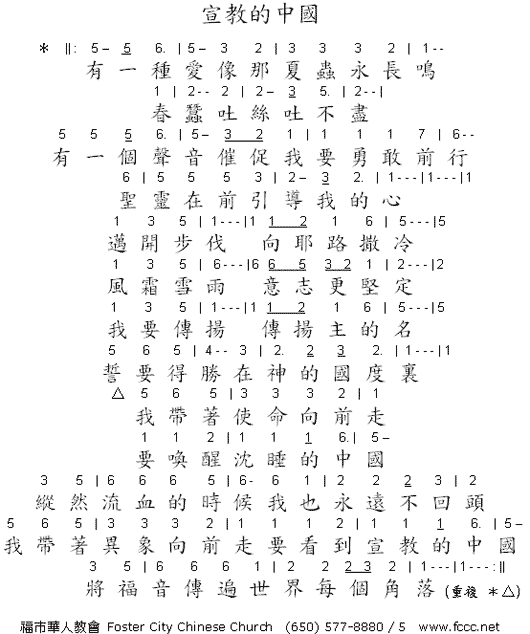 宣教的中國
* ‖: 5– 5 6. | 5– 3 2 | 3 3 3 2 | 1--
有一種愛像那夏蟲永長鳴
1 | 2-- 2 | 2– 3 5. | 2--|
春蠶吐絲吐不盡
5 5 5 6. | 5– 3 2 | 1 1 1 7 | 6--
有一個聲音催促我要勇敢前行
6 | 5 5 5 3 | 2– 3 2. | 1---|1---|1
聖靈在前引導我的心
1 3 5 | 1---|1 1 2 1 6 | 5---|5
邁開步伐 向耶路撒冷
1 3 5 | 6---|6 6 5 3 2 1 | 2---|2
風霜雪雨 意志更堅定
1 3 5 | 1---|1 1 2 1 6 | 5---|5
我要傳揚 傳揚主的名
5 6 5 | 4-- 3 | 2. 2 3 2. | 1---|1
誓要得勝在神的國度裏
△ 5 6 5 | 3 3 3 2 | 1
我帶著使命向前走
1 1 2 | 1 1 1 6. | 5–
要喚醒沈睡的中國
3 5 | 6 6 6 5 | 6- 6 1 | 2 2 2 3 | 2
縱然流血的時候我也永遠不回頭
5 6 5 | 3 3 3 2 | 1 1 1 2 | 1 1 1 6. | 5–
我帶著異象向前走要看到宣教的中國
3 5 | 6 6 6 1 | 2 2 2 3 2 | 1---|1---:‖
將福音傳遍世界每個角落 (重復 *△)
福市華人教會 Foster City Chinese Church (650) 577-8880 / 5 www.fccc.net